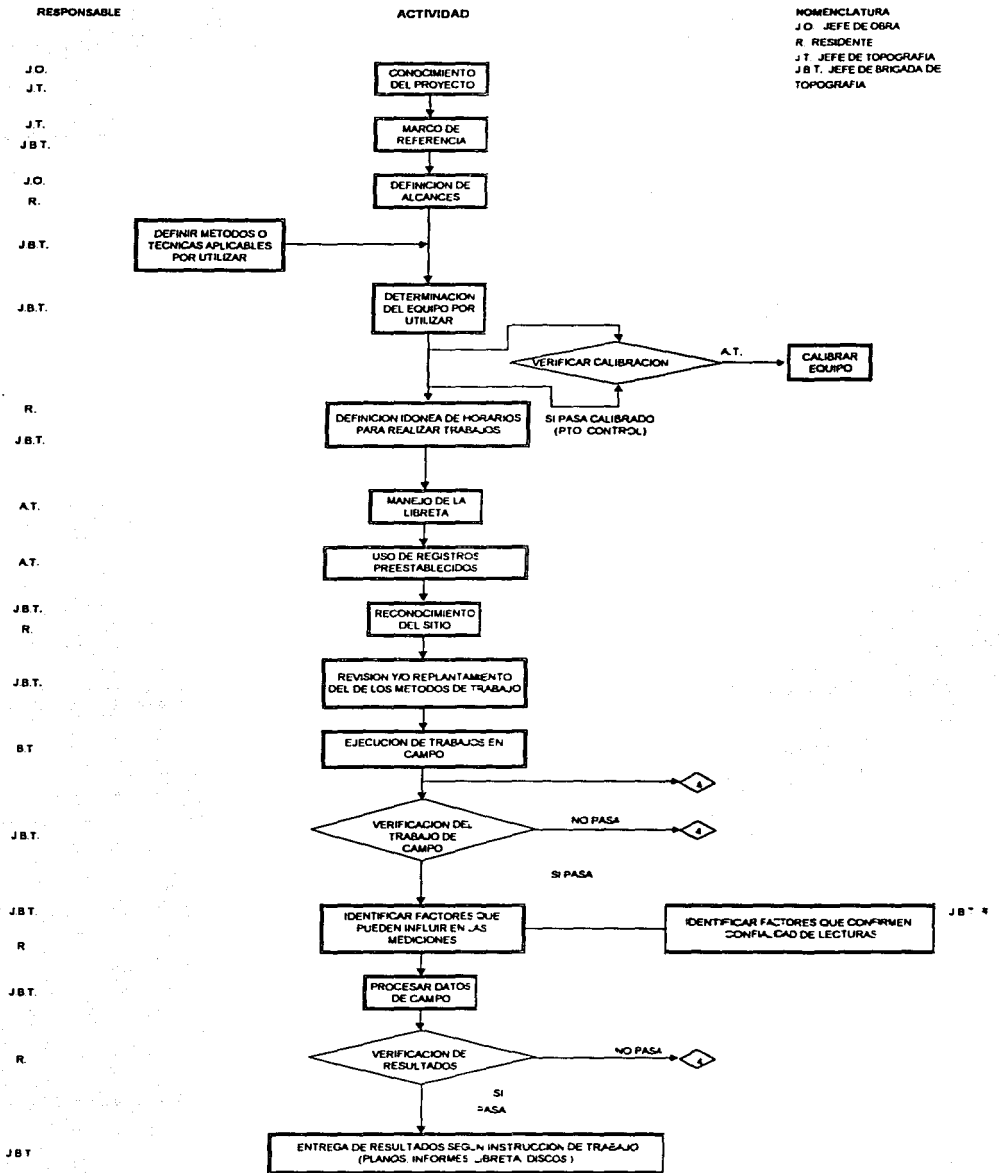 RESPONSABLE
ACTIVIDAD
NOMENCLATURA
J O. JEFE DE OBRA
R. RESIDENTE
J T. JEFE DE TOPOGRAFIA
J B T. JEFE DE BRIGADA DE
TOPOGRAFIA
J.O.
J.T.
CONOCIMIENTO
DEL PROYECTO
J.T.
J B T.
MARCO DE
REFERENCIA
J.O.
R.
DEFINICION DE
ALCANCES
J.B.T.
DEFINIR METODOS O
TECNICAS APLICABLES
POR UTILIZAR
J.B.T.
DETERMINACION
DEL EQUIPO POR
UTILIZAR
VERIFICAR CALIBRACION
A.T.
CALIBRAR
EQUIPO
SI PASA CALIBRADO
(PTO. CONTROL)
R.
J.B.T.
DEFINICION IDONEA DE HORARIOS
PARA REALIZAR TRABAJOS
A.T.
MANEJO DE LA
LIBRETA
A.T.
USO DE REGISTROS
PREESTABLECIDOS
J.B.T.
R.
RECONOCIMIENTO
DEL SITIO
J.B.T.
REVISION Y/O REPLANTAMIENTO
DEL DE LOS METODOS DE TRABAJO
B.T
EJECUCION DE TRABAJOS EN
CAMPO
4
J.B.T.
VERIFICACION DEL
TRABAJO DE
CAMPO
NO PASA
4
SI PASA
J.B T.
R
IDENTIFICAR FACTORES QUE
PUEDEN INFLUIR EN LAS
MEDICIONES
IDENTIFICAR FACTORES QUE CONFIRMEN
CONFIALIDAD DE LECTURAS
J B T
J.B.T.
PROCESAR DATOS
DE CAMPO
R.
VERIFICACION DE
RESULTADOS
NO PASA
4
SI
PASA
J B T
ENTREGA DE RESULTADOS SEGUN INSTRUCCION DE TRABAJO
(PLANOS, INFORMES, LIBRETA, DISCOS )